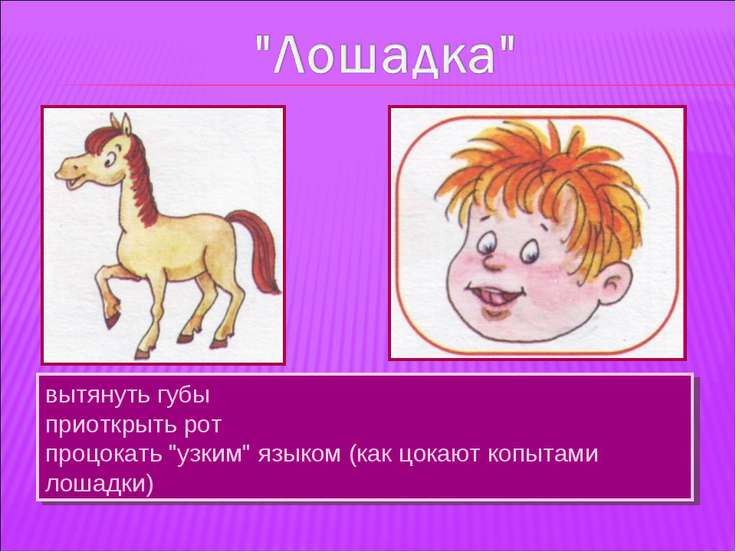 "Лошадка"
вытянуть губы
приоткрыть рот
процокать "узким" языком (как цокают копытами
лошадки)